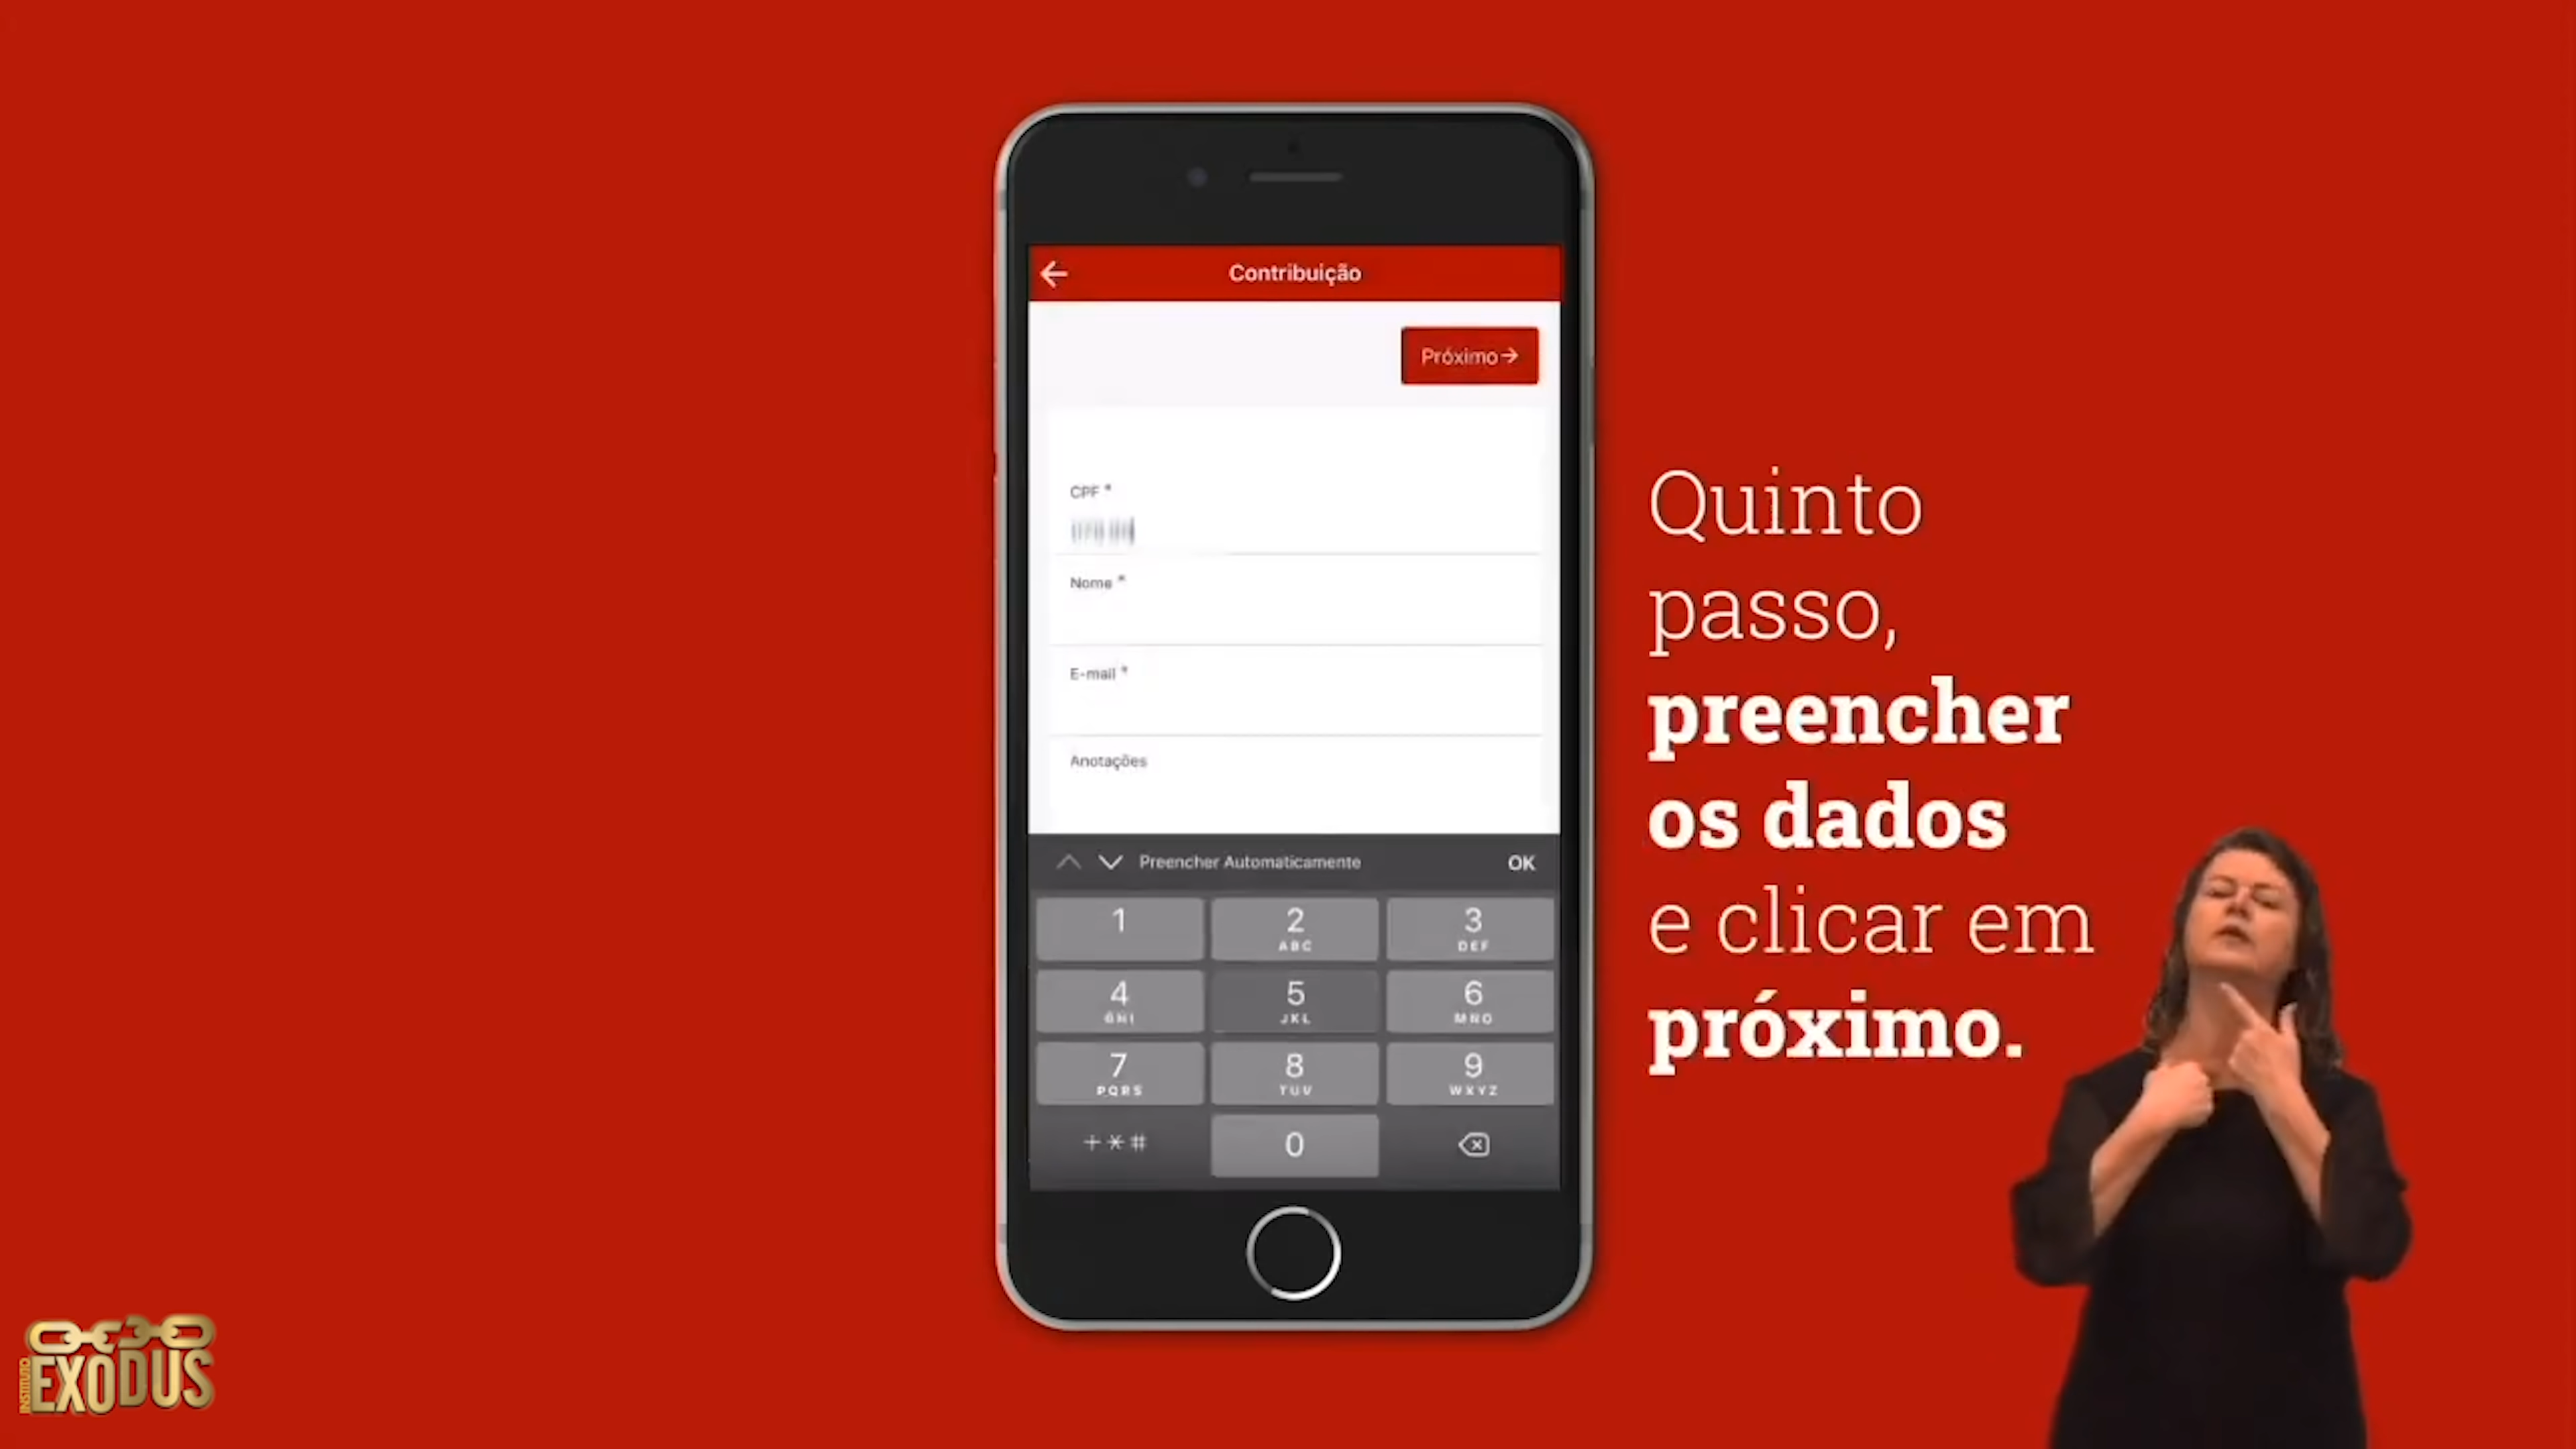 Contribuição
Próximo→
CPF *
Nome *
E-mail *
Anotações
Preencher Automaticamente OK
1
2
ABC
3
DEF
4
GHI
5
JKL
6
MNO
7
PQRS
8
TUV
9
WXYZ
+*#
0
Quinto
passo,
preencher
os dados
e clicar em
próximo.
INSTITUTO
EXODUS